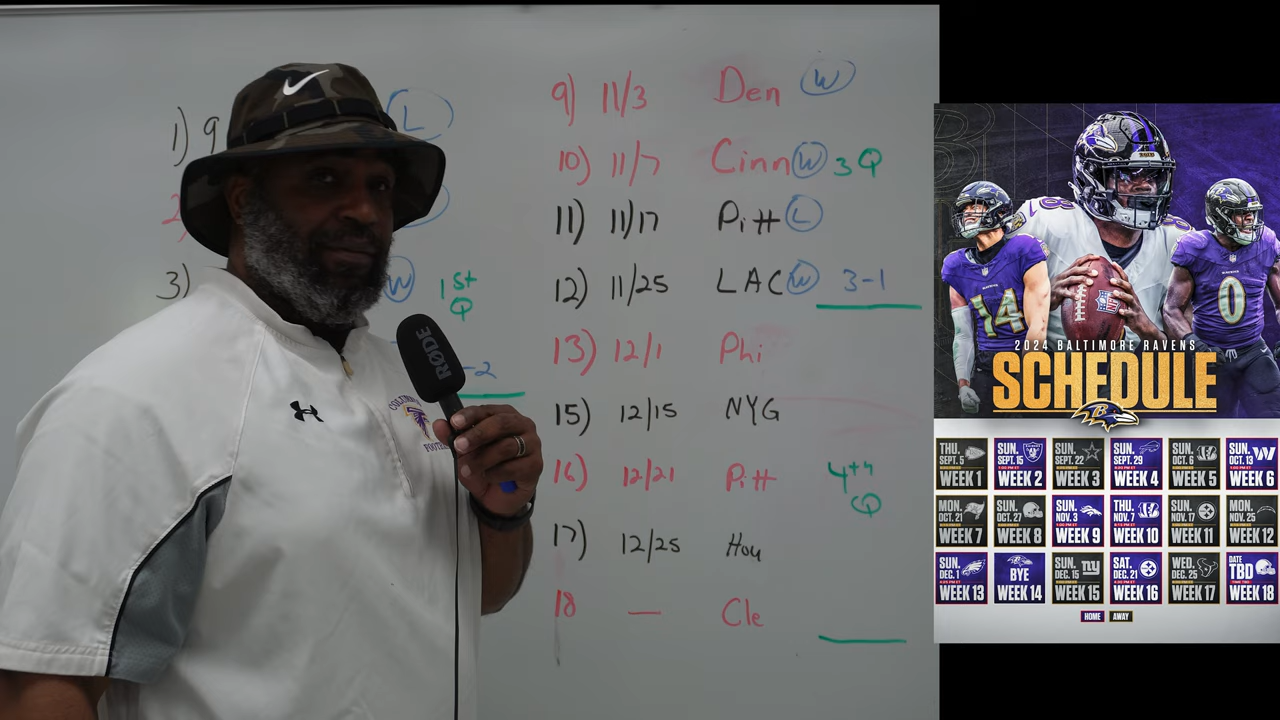 1) 9
L
2)
3)
W
1st
Q
-2
9) 11/3 Den W
10) 11/7 Cinn W 3 Q
11) 11/17 Pitt L
12) 11/25 LAC W 3-1
13) 12/1 Phi
15) 12/15 NYG
16) 12/21 Pitt
4th
Q
17) 12/25 Hou
18 — Cle
RØDE
FOOTBALL
8
14
0
2024 BALTIMORE RAVENS
SCHEDULE
THU. SEPT. 5 WEEK 1
SUN. SEPT. 15 WEEK 2
SUN. SEPT. 22 WEEK 3
SUN. SEPT. 29 WEEK 4
SUN. OCT. 6 WEEK 5
SUN. OCT. 13 WEEK 6
MON. OCT. 21 WEEK 7
SUN. OCT. 27 WEEK 8
SUN. NOV. 3 WEEK 9
THU. NOV. 7 WEEK 10
SUN. NOV. 17 WEEK 11
MON. NOV. 25 WEEK 12
SUN. DEC. 1 WEEK 13
BYE WEEK 14
SUN. DEC. 15 WEEK 15
SAT. DEC. 21 WEEK 16
WED. DEC. 25 WEEK 17
DATE TBD WEEK 18
HOME AWAY